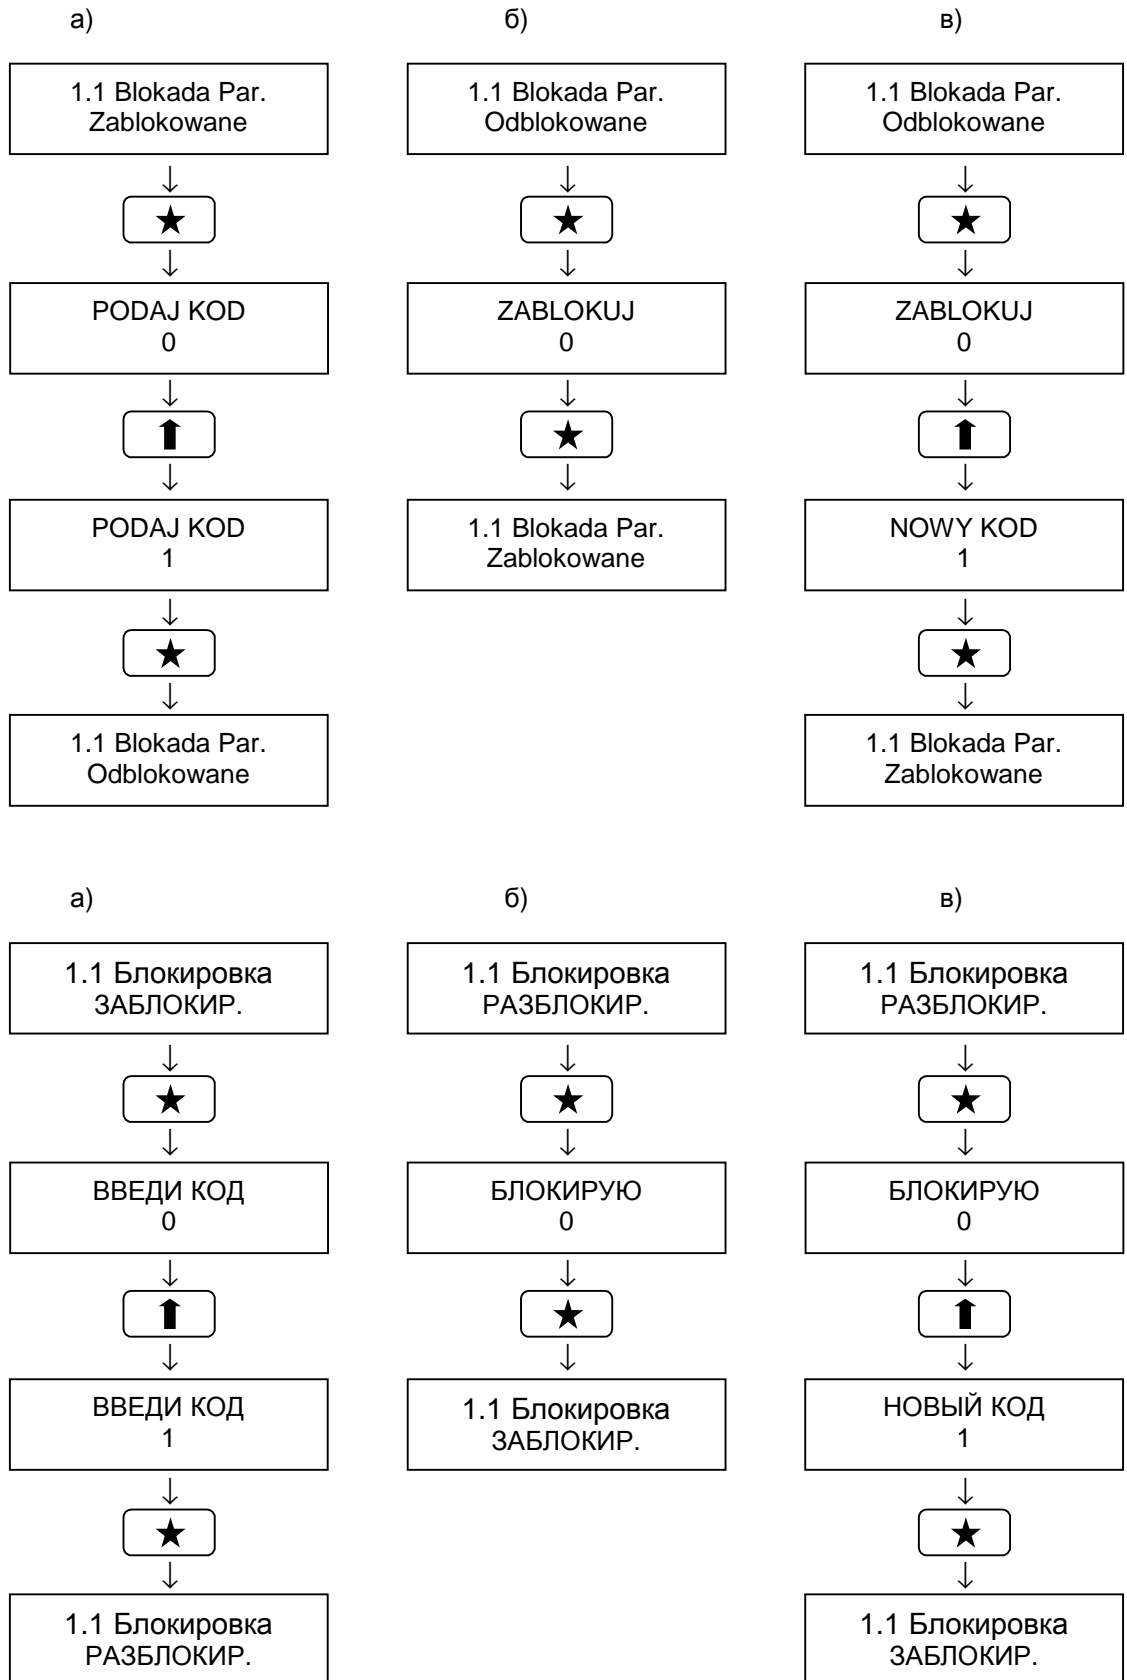 а)
1.1 Blokada Par.
Zablokowane
PODAJ KOD
0
PODAJ KOD
1
1.1 Blokada Par.
Odblokowane
б)
1.1 Blokada Par.
Odblokowane
ZABLOKUJ
0
1.1 Blokada Par.
Zablokowane
в)
1.1 Blokada Par.
Odblokowane
ZABLOKUJ
0
NOWY KOD
1
1.1 Blokada Par.
Zablokowane
а)
1.1 Блокировка
ЗАБЛОКИР.
ВВЕДИ КОД
0
ВВЕДИ КОД
1
1.1 Блокировка
РАЗБЛОКИР.
б)
1.1 Блокировка
РАЗБЛОКИР.
БЛОКИРУЮ
0
1.1 Блокировка
ЗАБЛОКИР.
в)
1.1 Блокировка
РАЗБЛОКИР.
БЛОКИРУЮ
0
НОВЫЙ КОД
1
1.1 Блокировка
ЗАБЛОКИР.